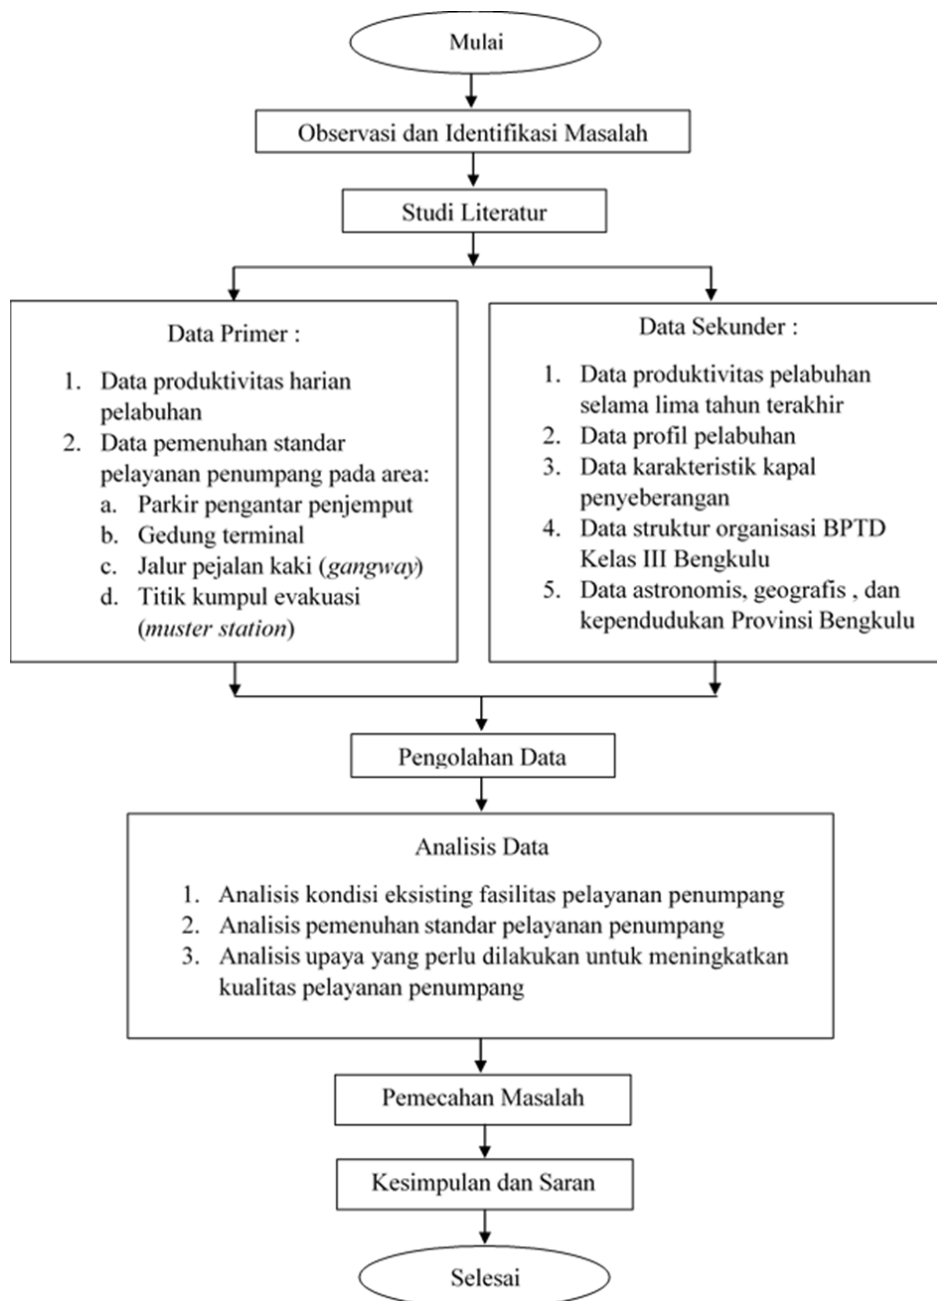 Mulai
Observasi dan Identifikasi Masalah
Studi Literatur
Data Primer :
1. Data produktivitas harian
pelabuhan
2. Data pemenuhan standar
pelayanan penumpang pada area:
a. Parkir pengantar penjemput
b. Gedung terminal
c. Jalur pejalan kaki (gangway)
d. Titik kumpul evakuasi
(muster station)
Data Sekunder :
1. Data produktivitas pelabuhan
selama lima tahun terakhir
2. Data profil pelabuhan
3. Data karakteristik kapal
penyeberangan
4. Data struktur organisasi BPTD
Kelas III Bengkulu
5. Data astronomis, geografis , dan
kependudukan Provinsi Bengkulu
Pengolahan Data
Analisis Data
1. Analisis kondisi eksisting fasilitas pelayanan penumpang
2. Analisis pemenuhan standar pelayanan penumpang
3. Analisis upaya yang perlu dilakukan untuk meningkatkan
kualitas pelayanan penumpang
Pemecahan Masalah
Kesimpulan dan Saran
Selesai